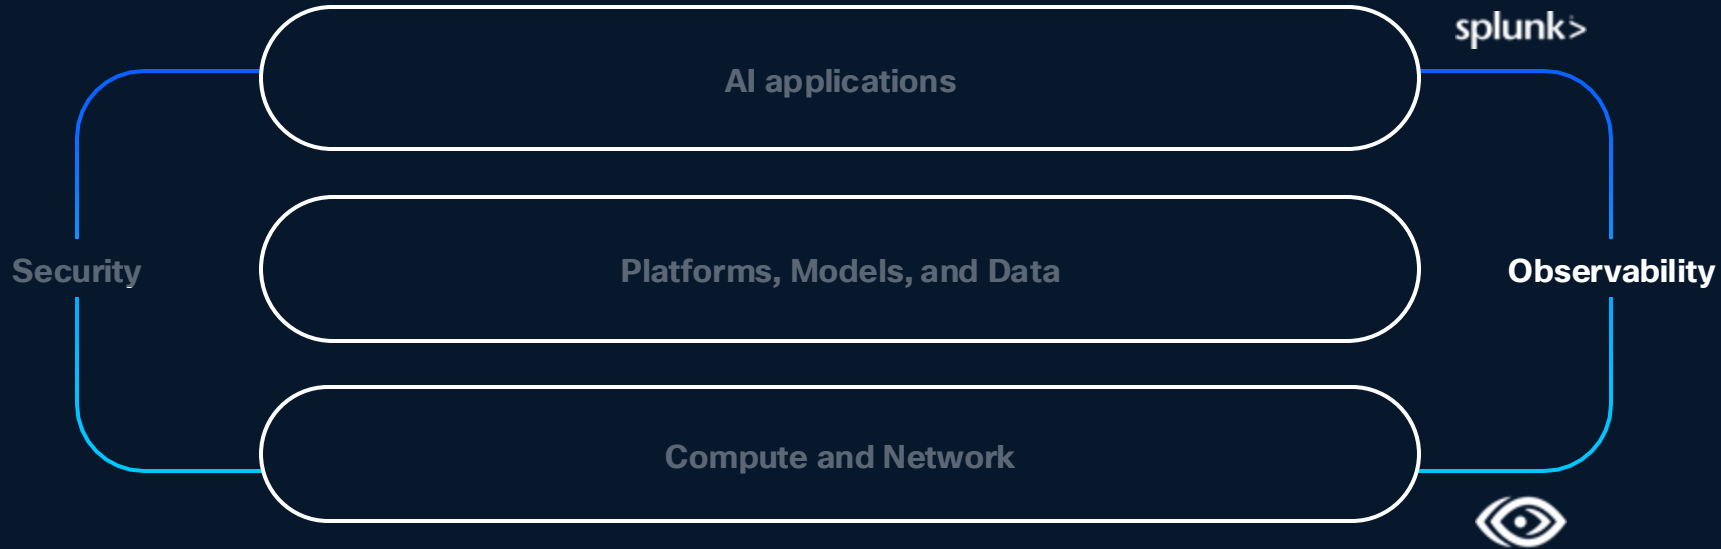 splunk>
AI applications
Security
Platforms, Models, and Data
Observability
Compute and Network